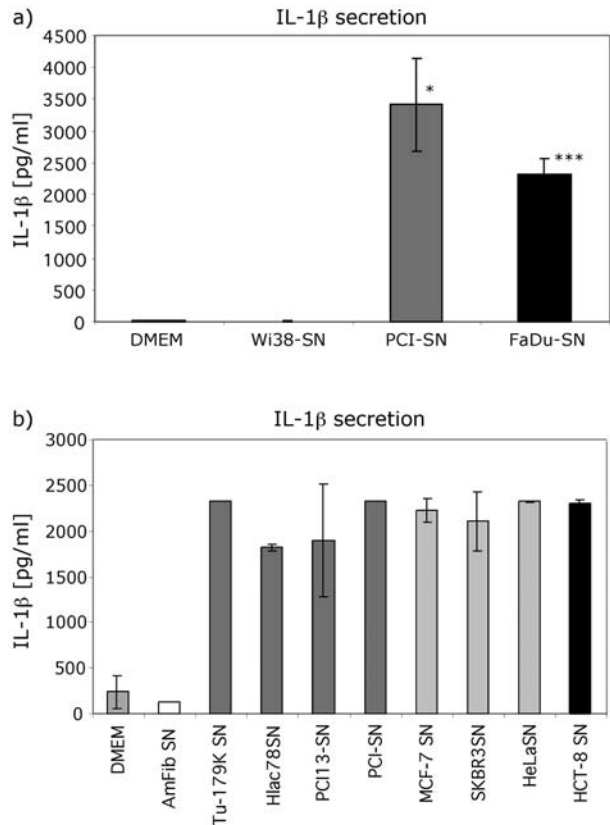 a)
IL-1β secretion
IL-1β [pg/ml]
4500
4000
3500
3000
2500
2000
1500
1000
500
0
*
***
DMEM
Wi38-SN
PCI-SN
FaDu-SN
b)
IL-1β secretion
IL-1β [pg/ml]
3000
2500
2000
1500
1000
500
0
DMEM
AmFib SN
Tu-179K SN
Hlac78SN
PCI13-SN
PCI-SN
MCF-7 SN
SKBR3SN
HeLaSN
HCT-8 SN